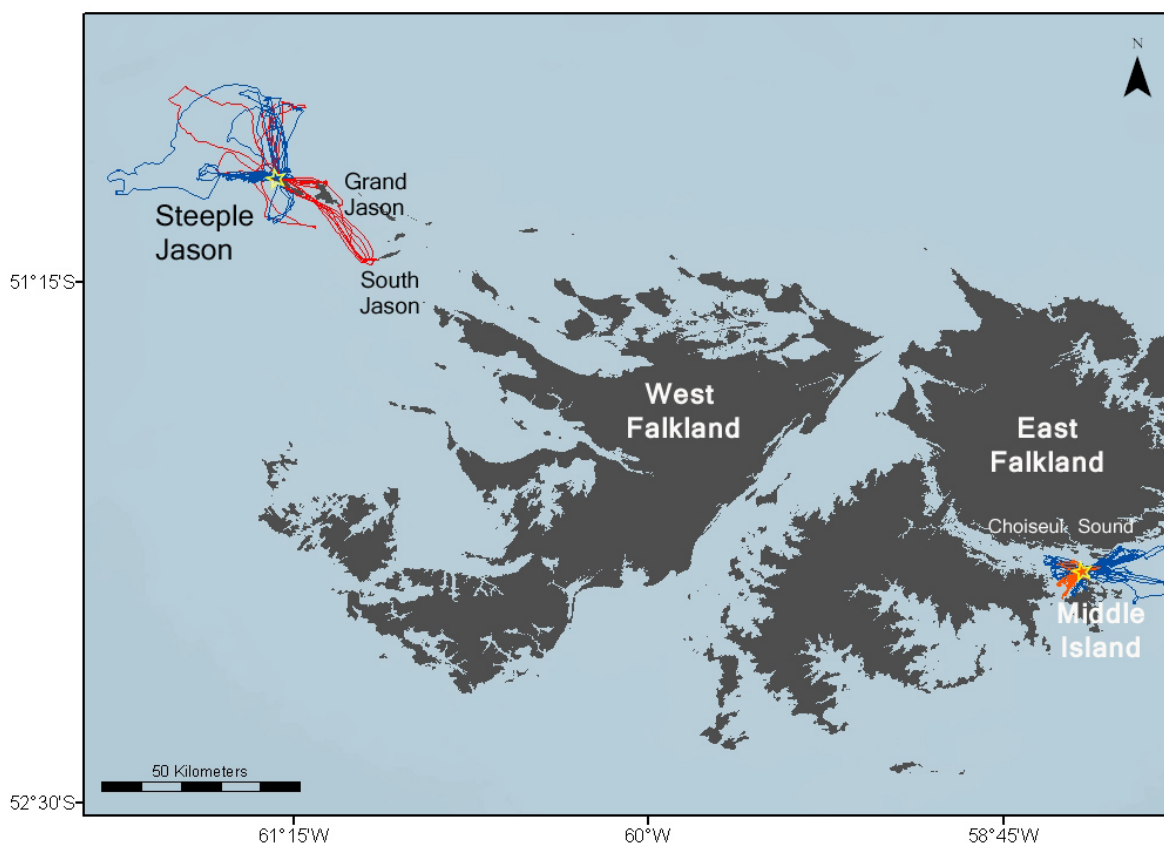 N
Grand
Jason
Steeple
Jason
51°15'S
South
Jason
West
Falkland
East
Falkland
Choiseul Sound
Middle
Island
50 Kilometers
52°30'S
61°15'W
60°W
58°45'W